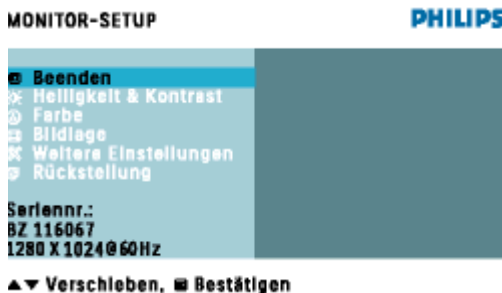 MONITOR-SETUP PHILIPS
Beenden
Helligkeit & Kontrast
Farbe
Bildlage
Weitere Einstellungen
Rückstellung
Seriennr.:
BZ 116067
1280 X 1024@60Hz
▲▼ Verschieben, Bestätigen